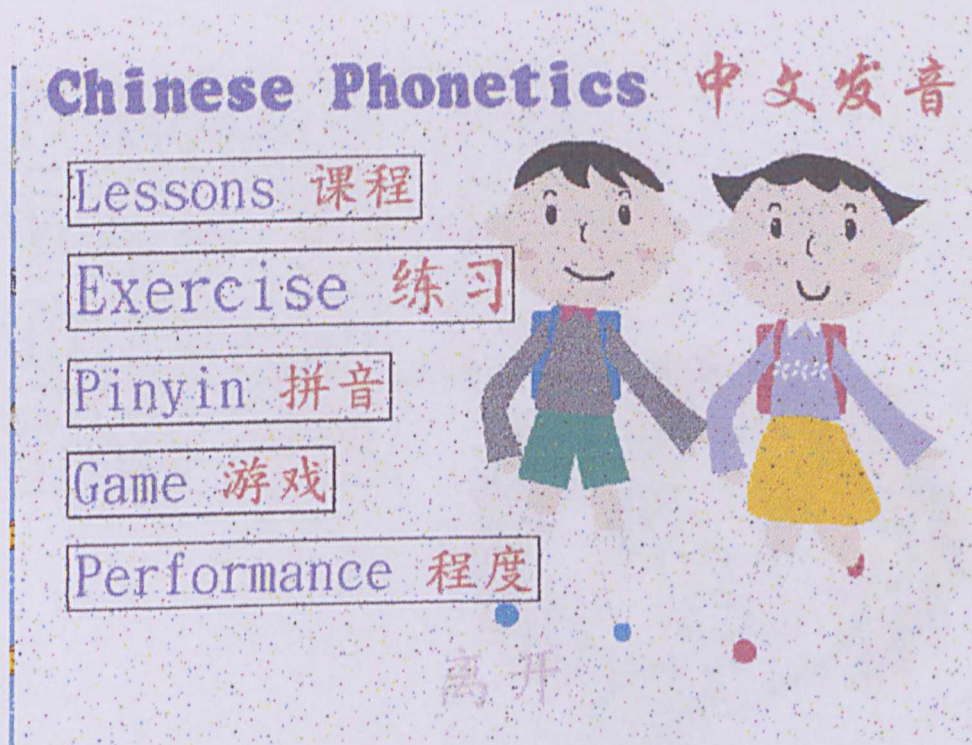 Chinese Phonetics 中文发音
Lessons 课程
Exercise 练习
Pinyin 拼音
Game 游戏
Performance 程度
离开